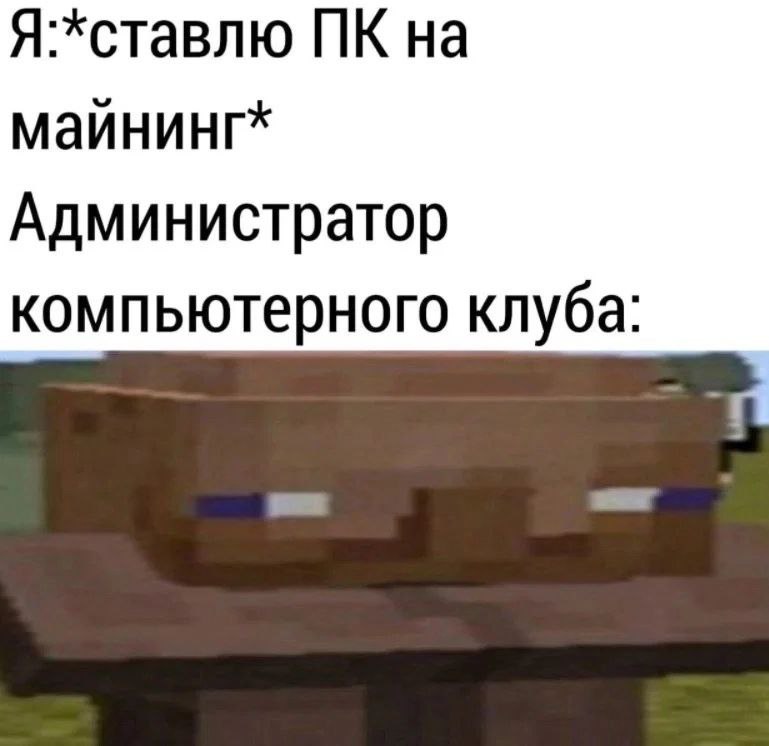 Я:*ставлю ПК на
майнинг*
Администратор
компьютерного клуба: